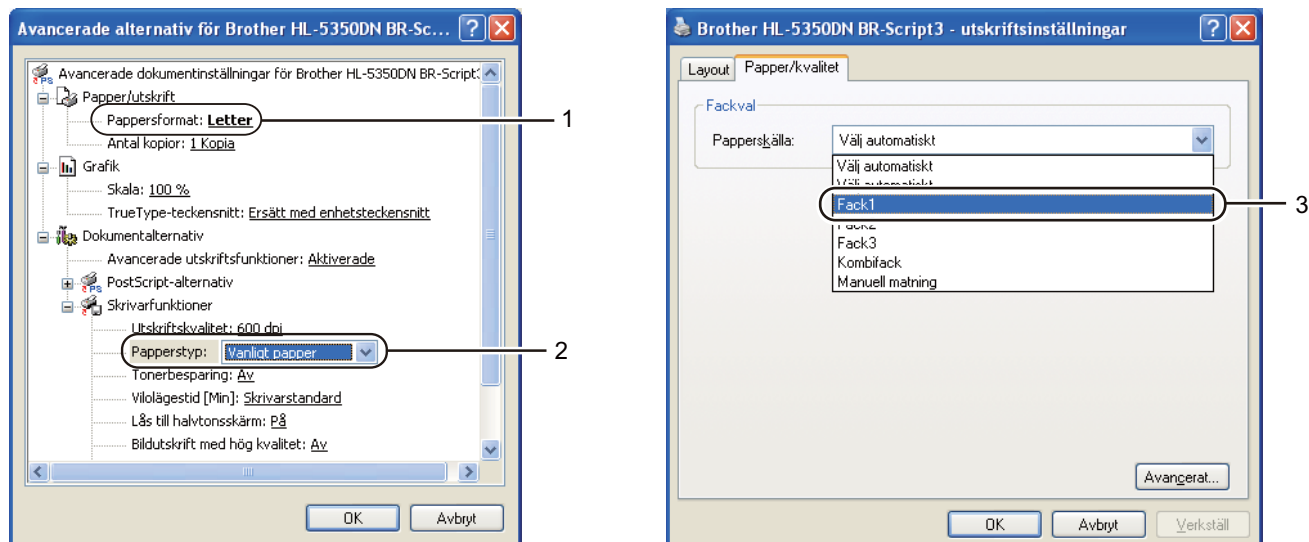 Avancerade alternativ för Brother HL-5350DN BR-Sc...
Avancerade dokumentinställningar för Brother HL-5350DN BR-Script
Papper/utskrift
Pappersformat: Letter
1
Antal kopior: 1 Kopia
Grafik
Skala: 100 %
TrueType-teckensnitt: Ersätt med enhetsteckensnitt
Dokumentalternativ
Avancerade utskriftsfunktioner: Aktiverade
PostScript-alternativ
Skrivarfunktioner
Utskriftskvalitet: 600 dpi
Papperstyp: Vanligt papper
2
Tonerbesparing: Av
Vilolägestid [Min]: Skrivarstandard
Lås till halvtonsskärm: På
Bildutskrift med hög kvalitet: Av
OK Avbryt
Brother HL-5350DN BR-Script3 - utskriftsinställningar
Layout Papper/kvalitet
Fackval
Papperskälla: Välj automatiskt
Välj automatiskt
Välj automatiskt
Fack1
3
Fack2
Fack3
Kombifack
Manuell matning
Avancerat...
OK Avbryt Verkställ